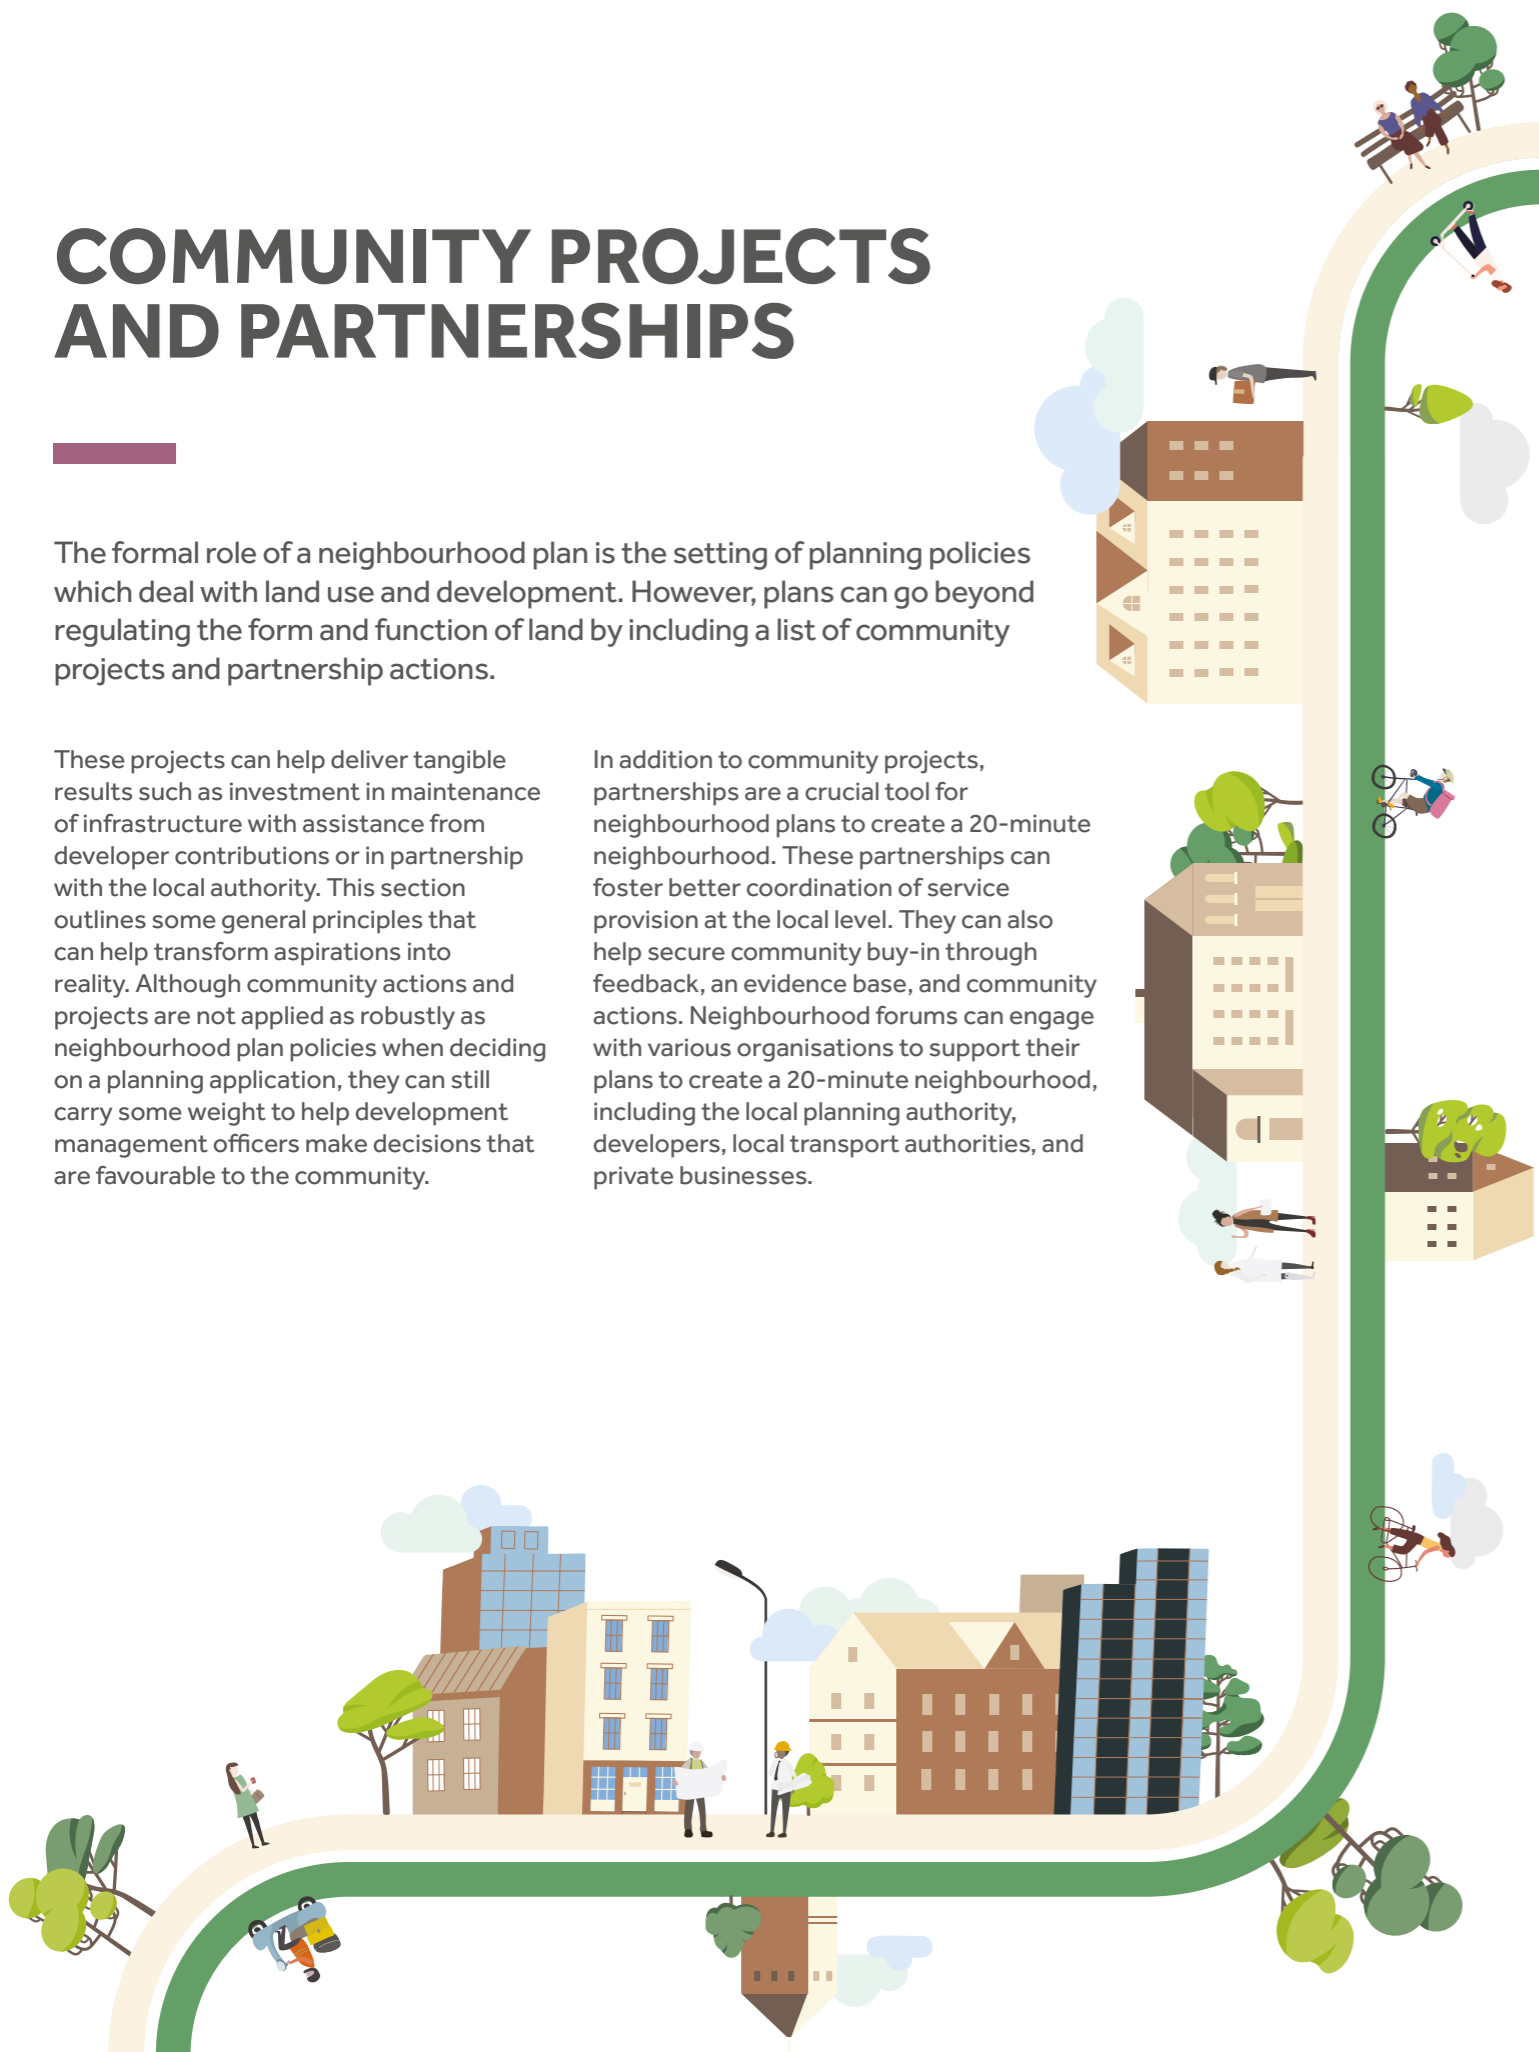 COMMUNITY PROJECTS
AND PARTNERSHIPS
The formal role of a neighbourhood plan is the setting of planning policies
which deal with land use and development. However, plans can go beyond
regulating the form and function of land by including a list of community
projects and partnership actions.
These projects can help deliver tangible
results such as investment in maintenance
of infrastructure with assistance from
developer contributions or in partnership
with the local authority. This section
outlines some general principles that
can help transform aspirations into
reality. Although community actions and
projects are not applied as robustly as
neighbourhood plan policies when deciding
on a planning application, they can still
carry some weight to help development
management officers make decisions that
are favourable to the community.
In addition to community projects,
partnerships are a crucial tool for
neighbourhood plans to create a 20-minute
neighbourhood. These partnerships can
foster better coordination of service
provision at the local level. They can also
help secure community buy-in through
feedback, an evidence base, and community
actions. Neighbourhood forums can engage
with various organisations to support their
plans to create a 20-minute neighbourhood,
including the local planning authority,
developers, local transport authorities, and
private businesses.